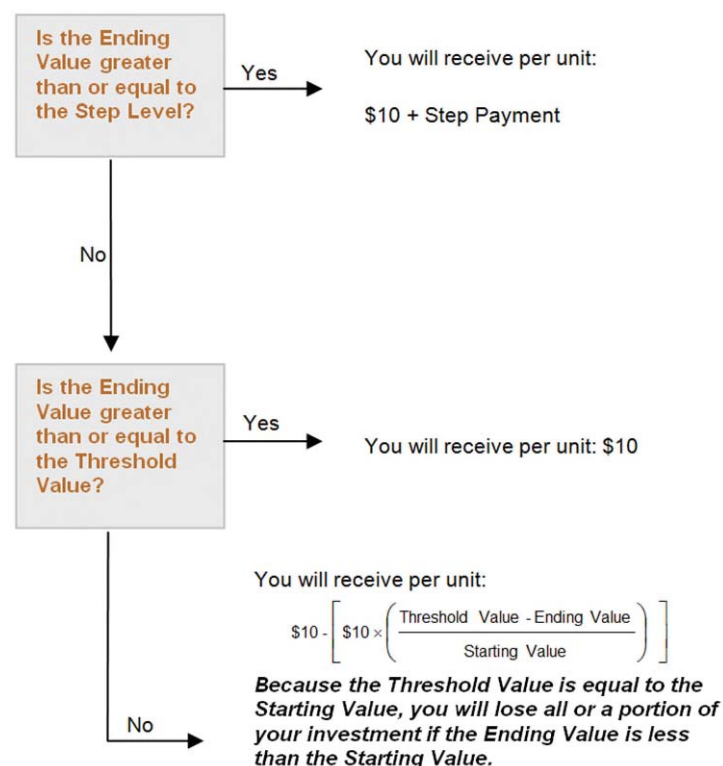 Is the Ending
Value greater
than or equal to
the Step Level?
Yes
You will receive per unit:
$10 + Step Payment
No
Is the Ending
Value greater
than or equal to
the Threshold
Value?
Yes
You will receive per unit: $10
You will receive per unit:
$10 - [ $10 × ( Threshold Value - Ending Value / Starting Value ) ]
Because the Threshold Value is equal to the
Starting Value, you will lose all or a portion of
your investment if the Ending Value is less
than the Starting Value.
No